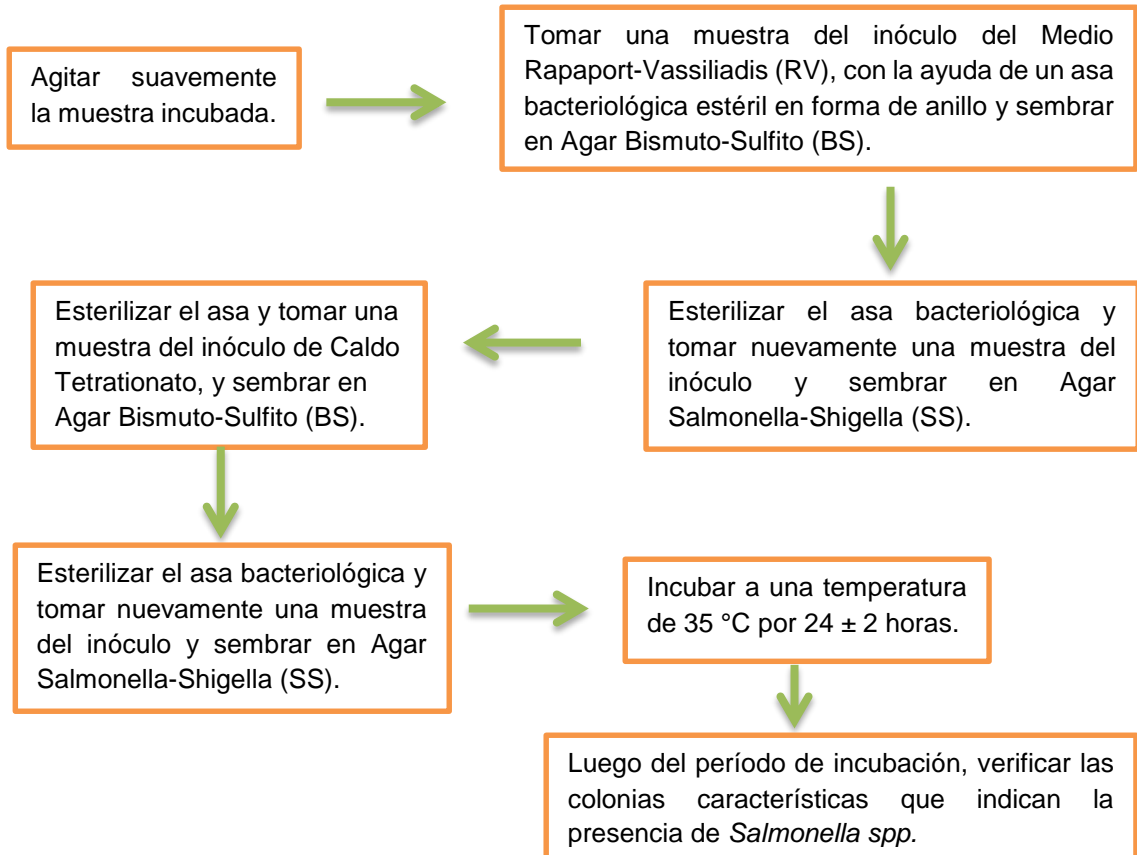 Agitar suavemente
la muestra incubada.
Tomar una muestra del inóculo del Medio
Rapaport-Vassiliadis (RV), con la ayuda de un asa
bacteriológica estéril en forma de anillo y sembrar
en Agar Bismuto-Sulfito (BS).
Esterilizar el asa bacteriológica y
tomar nuevamente una muestra del
inóculo y sembrar en Agar
Salmonella-Shigella (SS).
Esterilizar el asa y tomar una
muestra del inóculo de Caldo
Tetrationato, y sembrar en
Agar Bismuto-Sulfito (BS).
Esterilizar el asa bacteriológica y
tomar nuevamente una muestra
del inóculo y sembrar en Agar
Salmonella-Shigella (SS).
Incubar a una temperatura
de 35 °C por 24 ± 2 horas.
Luego del período de incubación, verificar las
colonias características que indican la
presencia de Salmonella spp.